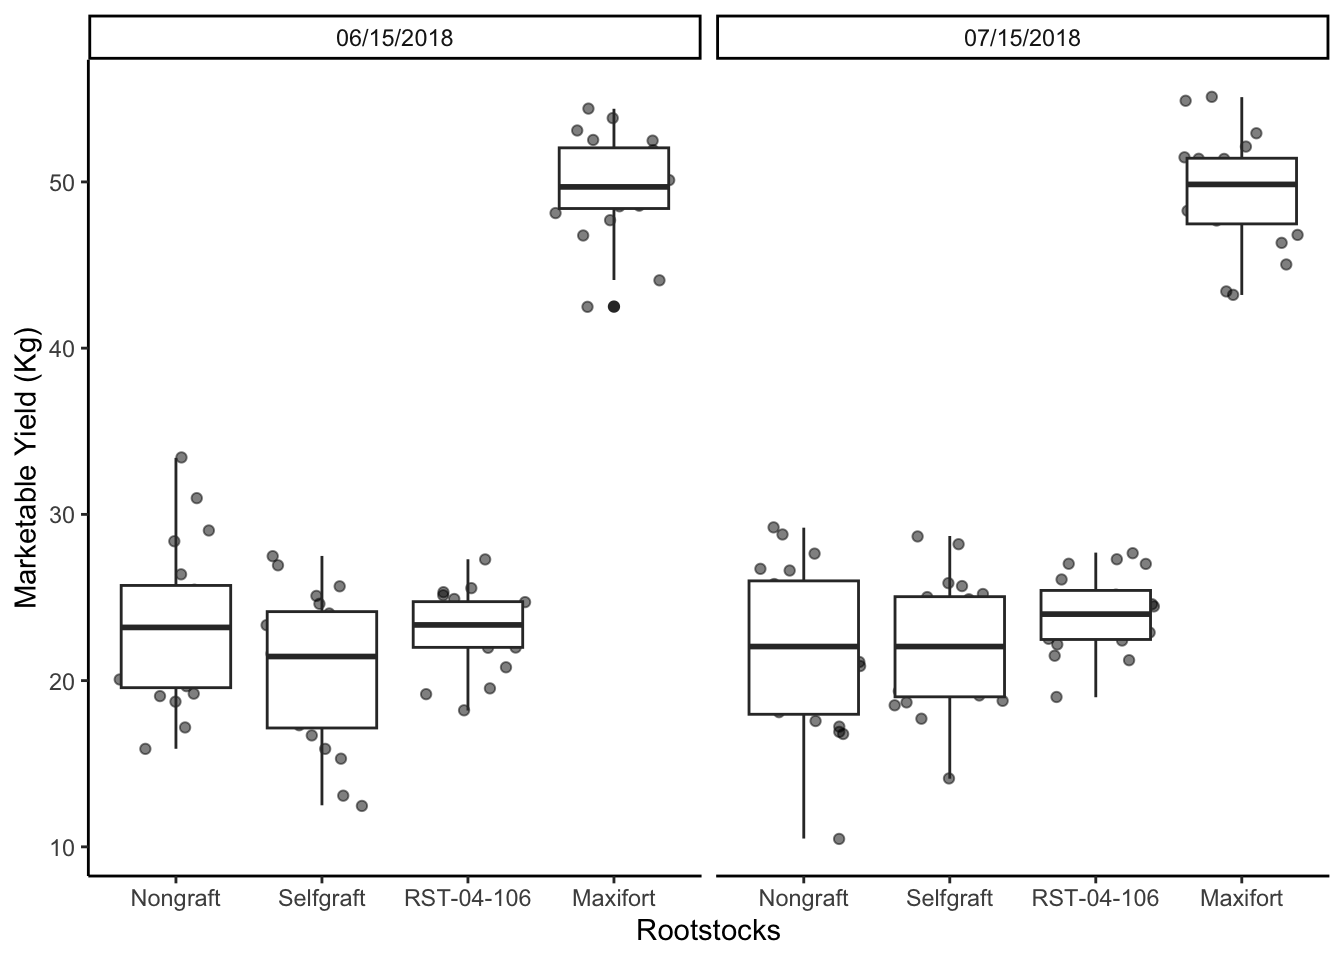 06/15/2018
07/15/2018
Marketable Yield (Kg)
50
40
30
20
10
Nongraft Selfgraft RST-04-106 Maxifort
Nongraft Selfgraft RST-04-106 Maxifort
Rootstocks